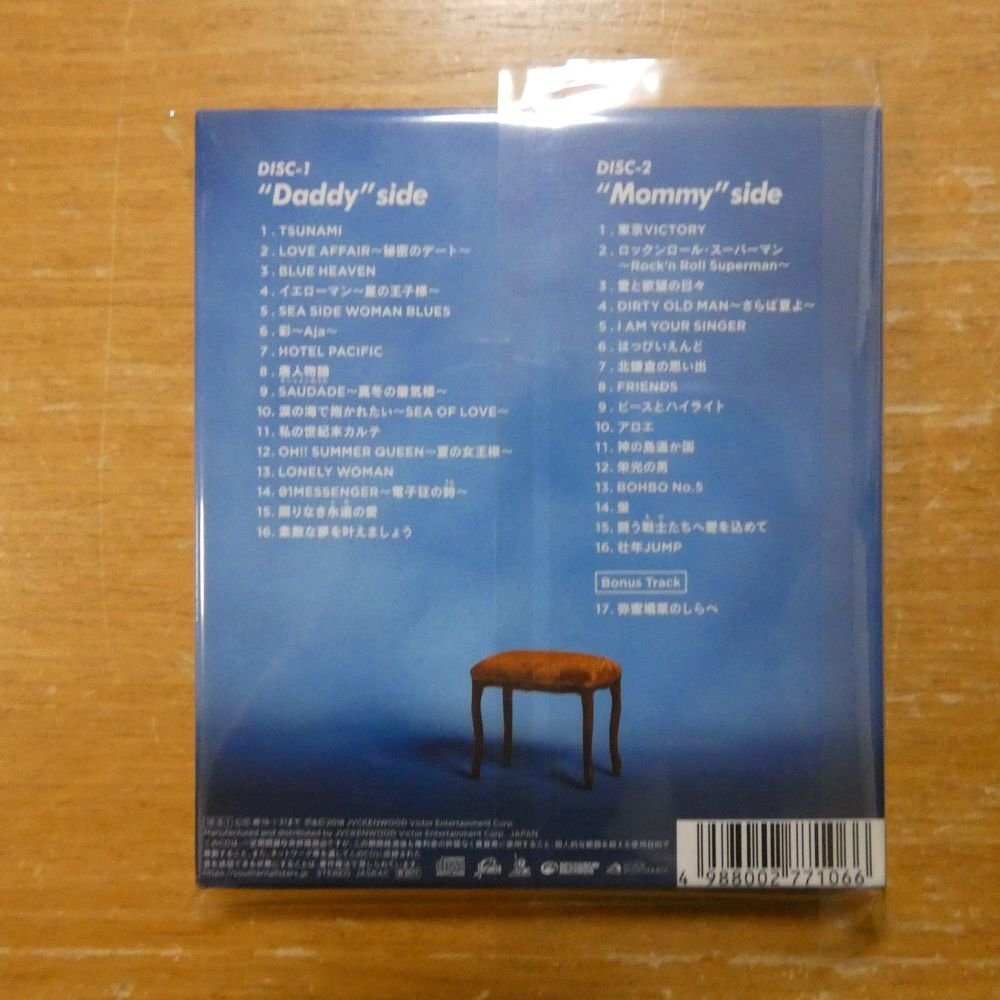 DISC-1
“Daddy” side
1. TSUNAMI
2. LOVE AFFAIR〜秘密のデート〜
3. BLUE HEAVEN
4. イエローマン〜星の王子様〜
5. SEA SIDE WOMAN BLUES
6. 彩〜Aja〜
7. HOTEL PACIFIC
8. 唐人物語
9. SAUDADE〜真冬の蜃気楼〜
10. 涙の海で抱かれたい〜SEA OF LOVE〜
11. 私の世紀末カルテ
12. OH!! SUMMER QUEEN〜夏の女王様〜
13. LONELY WOMAN
14. 01MESSENGER〜電子狂の詩〜
15. 限りなき永遠の愛
16. 素敵な夢を叶えましょう
DISC-2
“Mommy” side
1. 東京VICTORY
2. ロックンロール・スーパーマン
〜Rock'n Roll Superman〜
3. 愛と欲望の日々
4. DIRTY OLD MAN〜さらば夏よ〜
5. I AM YOUR SINGER
6. はっぴいえんど
7. 北鎌倉の思い出
8. FRIENDS
9. ピースとハイライト
10. アロエ
11. 神の島遥か国
12. 栄光の男
13. BOHBO No.5
14. 蛍
15. 闘う戦士たちへ愛を込めて
16. 壮年JUMP
Bonus Track
17. 弥蜜塌菜のしらべ
JVCKENWOOD Victor Entertainment Corp.
Manufactured and distributed by JVCKENWOOD Victor Entertainment Corp. JAPAN
STEREO JASRAC
4 988002 771066